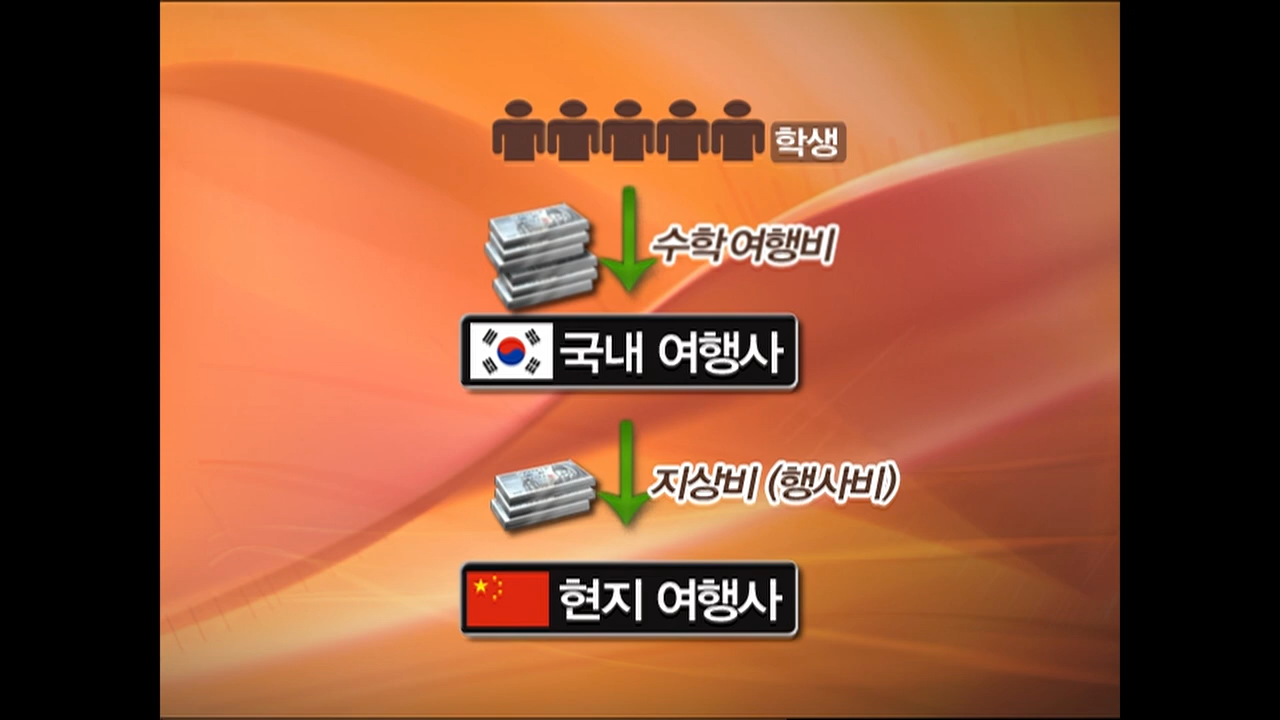 학생
수학 여행비
국내 여행사
지상비 (행사비)
현지 여행사